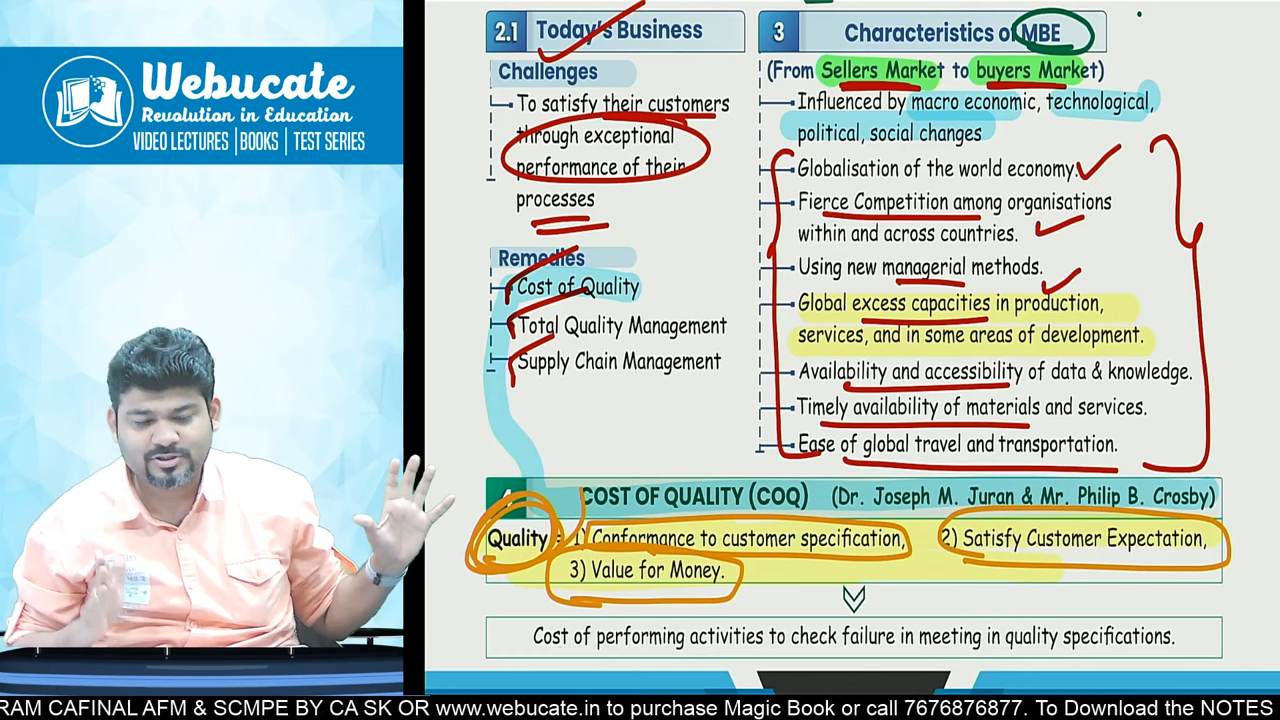 Webucate
Revolution in Education
VIDEO LECTURES | BOOKS | TEST SERIES
2.1 Today's Business
Challenges
To satisfy their customers
through exceptional
performance of their
processes
Remedies
Cost of Quality
Total Quality Management
Supply Chain Management
3 Characteristics of MBE
(From Sellers Market to buyers Market)
Influenced by macro economic, technological,
political, social changes
Globalisation of the world economy.
Fierce Competition among organisations
within and across countries.
Using new managerial methods.
Global excess capacities in production,
services, and in some areas of development.
Availability and accessibility of data & knowledge.
Timely availability of materials and services.
Ease of global travel and transportation.
4 COST OF QUALITY (COQ) (Dr. Joseph M. Juran & Mr. Philip B. Crosby)
Quality = 1) Conformance to customer specification, 2) Satisfy Customer Expectation,
3) Value for Money.
Cost of performing activities to check failure in meeting in quality specifications.
RAM CAFINAL AFM & SCMPE BY CA SK OR www.webucate.in to purchase Magic Book or call 7676876877. To Download the NOTES